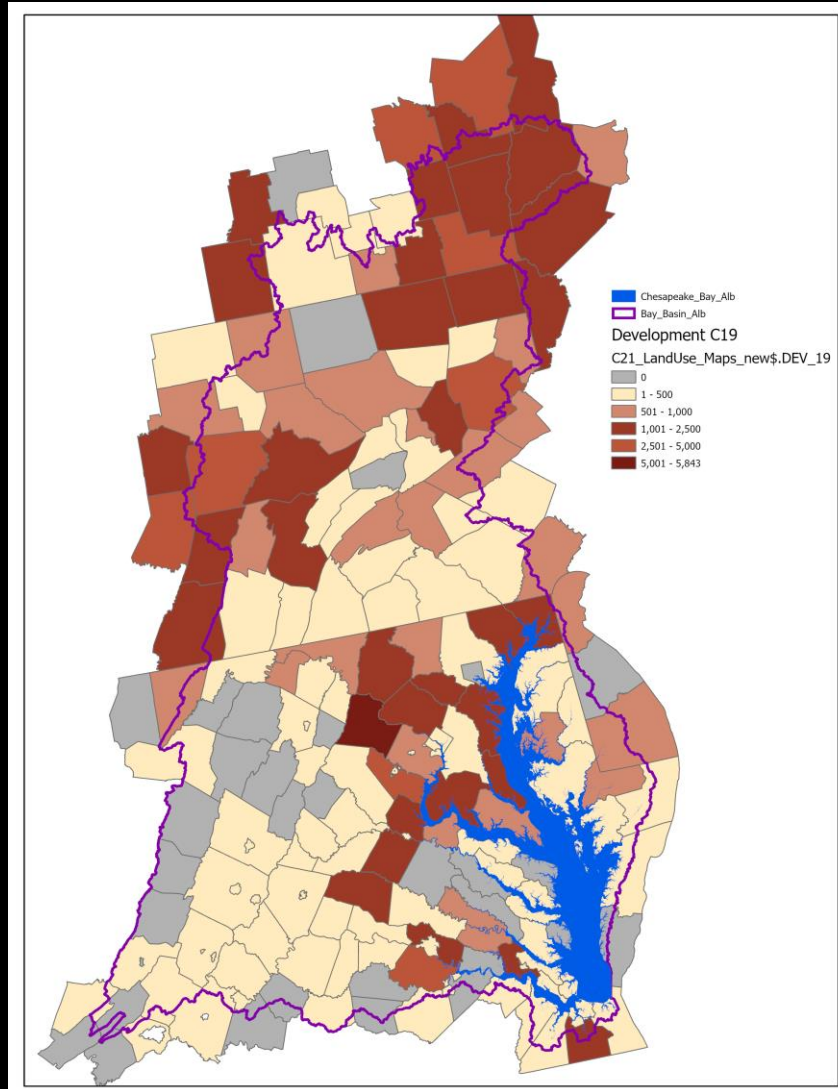 Chesapeake_Bay_Alb
Bay_Basin_Alb
Development C19
C21_LandUse_Maps_new$.DEV_19
0
1 - 500
501 - 1,000
1,001 - 2,500
2,501 - 5,000
5,001 - 5,843